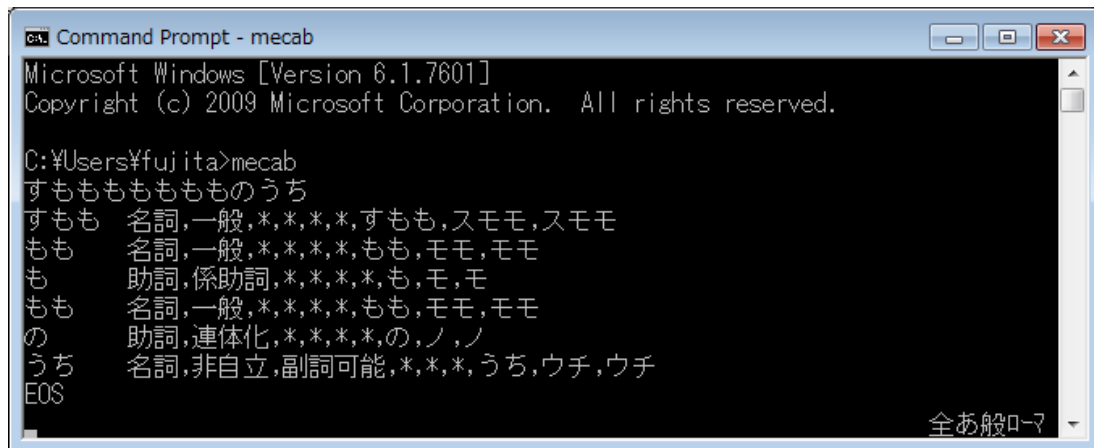 Command Prompt - mecab
Microsoft Windows [Version 6.1.7601]
Copyright (c) 2009 Microsoft Corporation.  All rights reserved.
C:¥Users¥fujita>mecab
すもももももももものうち
すもも	名詞,一般,*,*,*,*,すもも,スモモ,スモモ
もも	名詞,一般,*,*,*,*,もも,モモ,モモ
も	助詞,係助詞,*,*,*,*,も,モ,モ
もも	名詞,一般,*,*,*,*,もも,モモ,モモ
の	助詞,連体化,*,*,*,*,の,ノ,ノ
うち	名詞,非自立,副詞可能,*,*,*,うち,ウチ,ウチ
EOS
全あ般ﾛｰﾏ